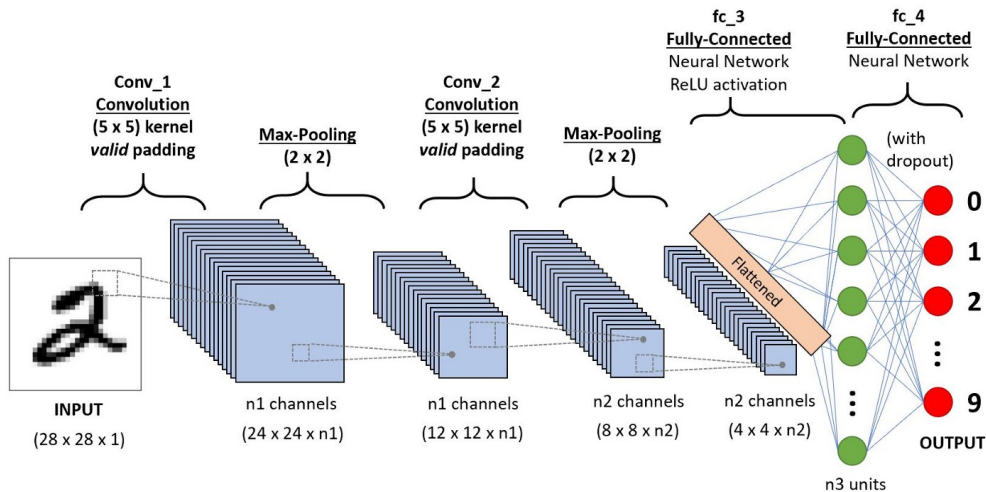 Conv_1
Convolution
(5 x 5) kernel
valid padding
Max-Pooling
(2 x 2)
Conv_2
Convolution
(5 x 5) kernel
valid padding
Max-Pooling
(2 x 2)
fc_3
Fully-Connected
Neural Network
ReLU activation
fc_4
Fully-Connected
Neural Network
(with
dropout)
Flattened
0
1
2
9
OUTPUT
2
INPUT
(28 x 28 x 1)
n1 channels
(24 x 24 x n1)
n1 channels
(12 x 12 x n1)
n2 channels
(8 x 8 x n2)
n2 channels
(4 x 4 x n2)
n3 units